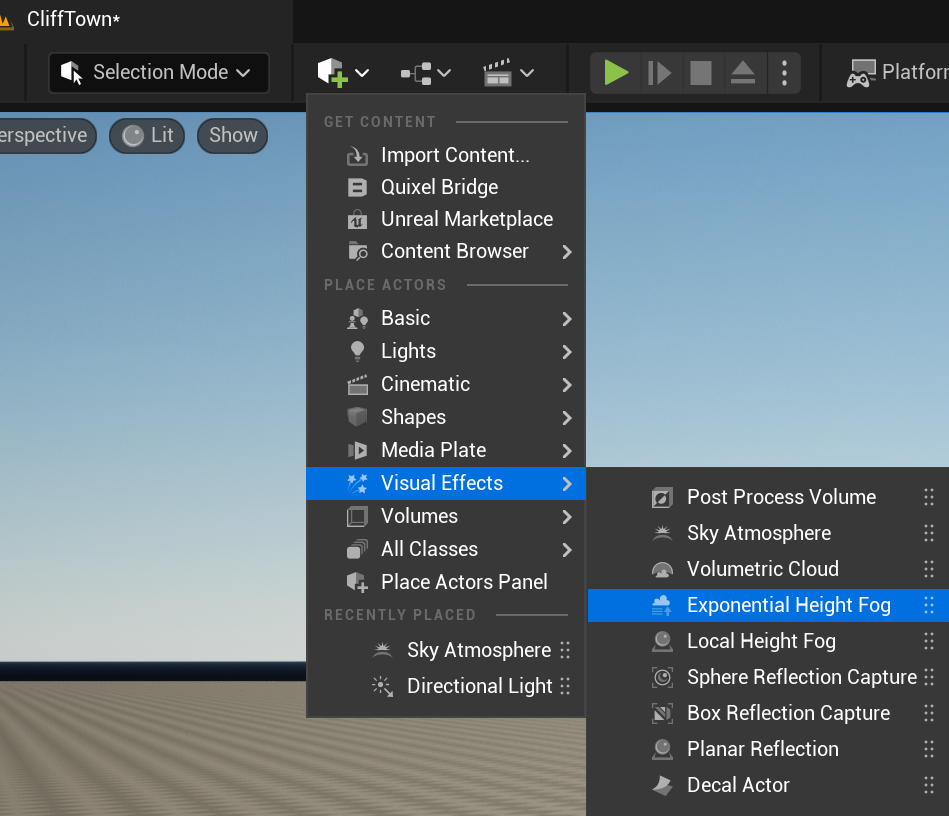 CliffTown*
Selection Mode
Platfor
erspective
Lit
Show
GET CONTENT
Import Content...
Quixel Bridge
Unreal Marketplace
Content Browser
PLACE ACTORS
Basic
Lights
Cinematic
Shapes
Media Plate
Visual Effects
Volumes
All Classes
Place Actors Panel
RECENTLY PLACED
Sky Atmosphere
Directional Light
Post Process Volume
Sky Atmosphere
Volumetric Cloud
Exponential Height Fog
Local Height Fog
Sphere Reflection Capture
Box Reflection Capture
Planar Reflection
Decal Actor